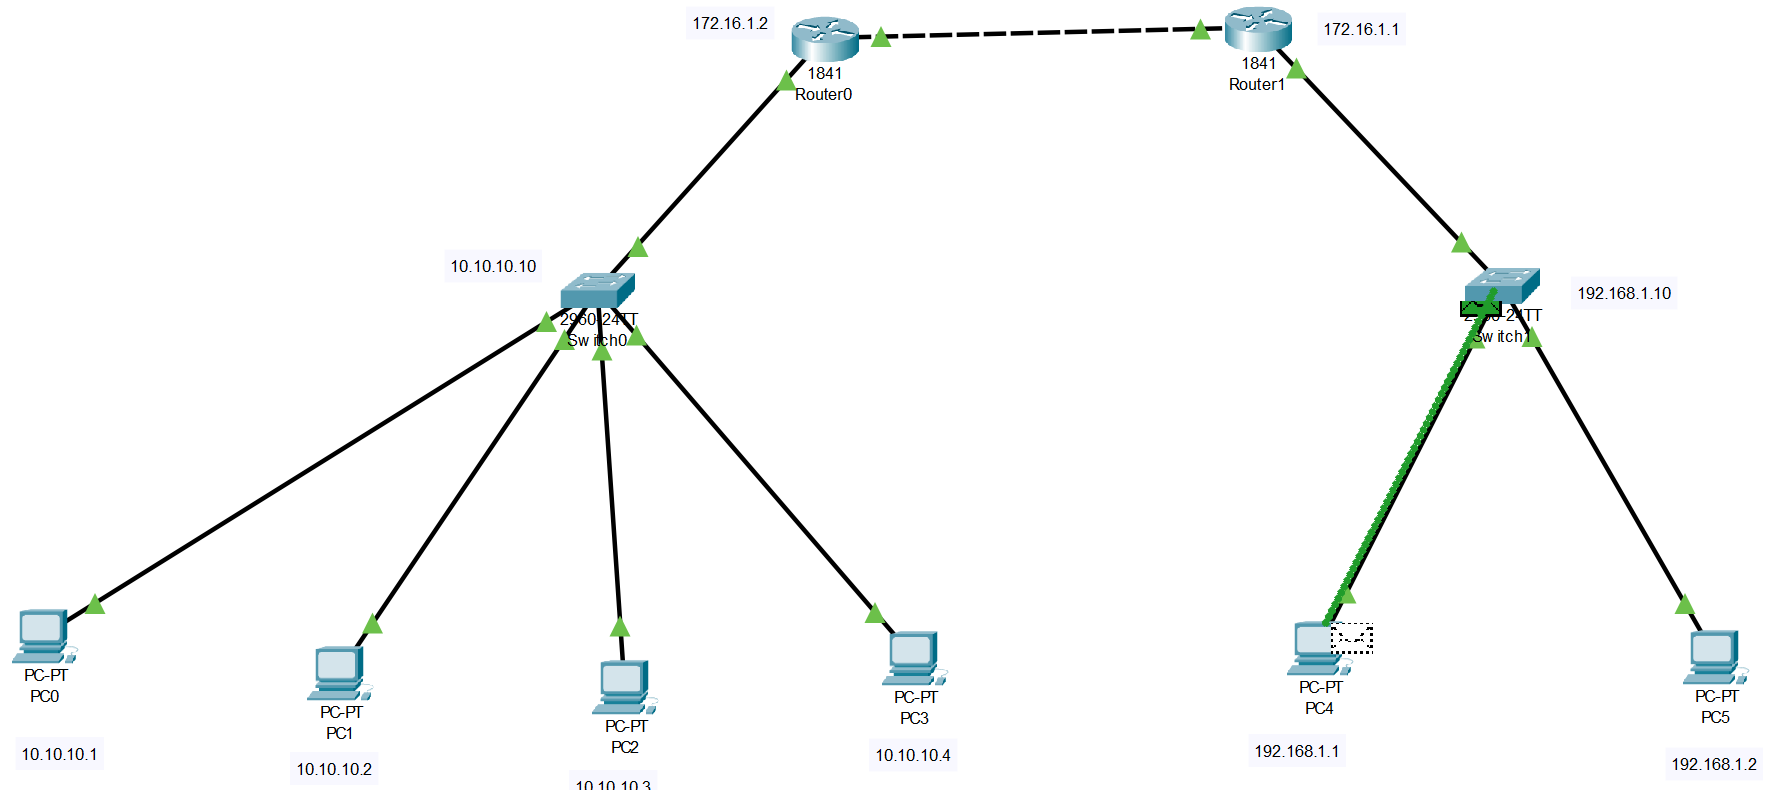 172.16.1.2
172.16.1.1
1841
Router0
1841
Router1
10.10.10.10
192.168.1.10
2960-24TT
Switch0
2960-24TT
Switch1
PC-PT
PC0
PC-PT
PC1
PC-PT
PC2
PC-PT
PC3
PC-PT
PC4
PC-PT
PC5
10.10.10.1
10.10.10.2
10.10.10.3
10.10.10.4
192.168.1.1
192.168.1.2